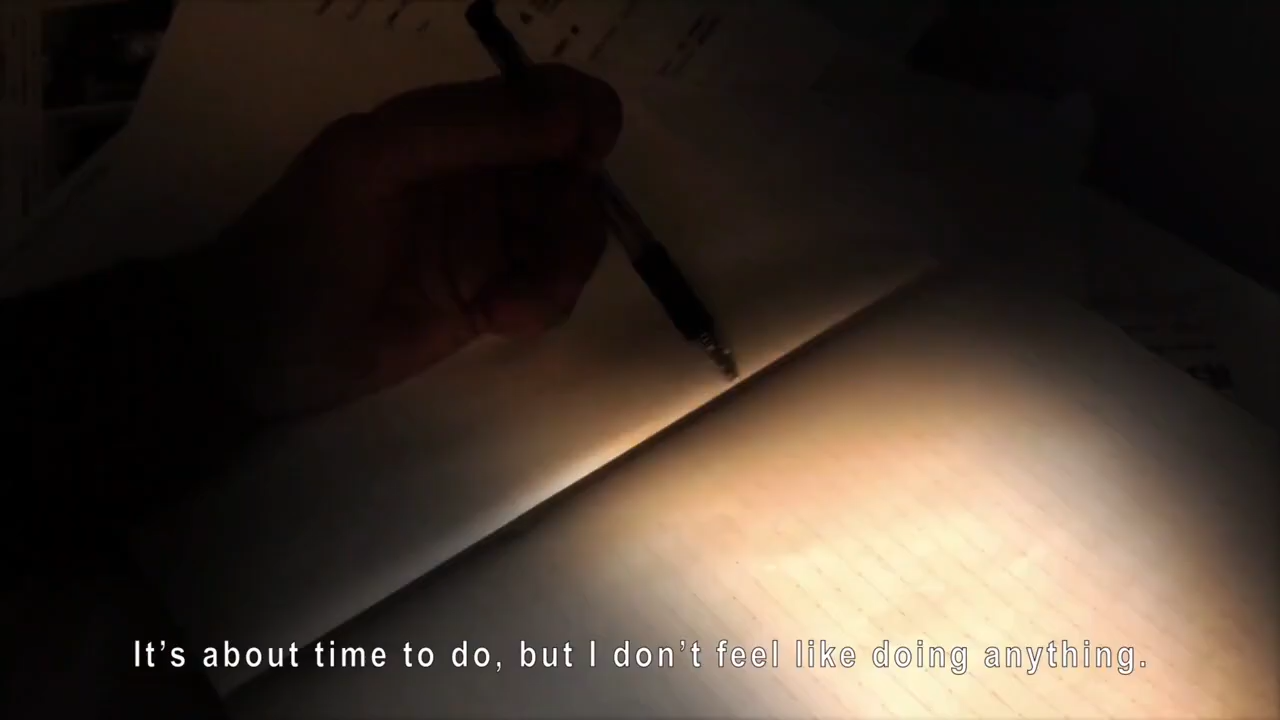 It’s about time to do, but I don’t feel like doing anything.